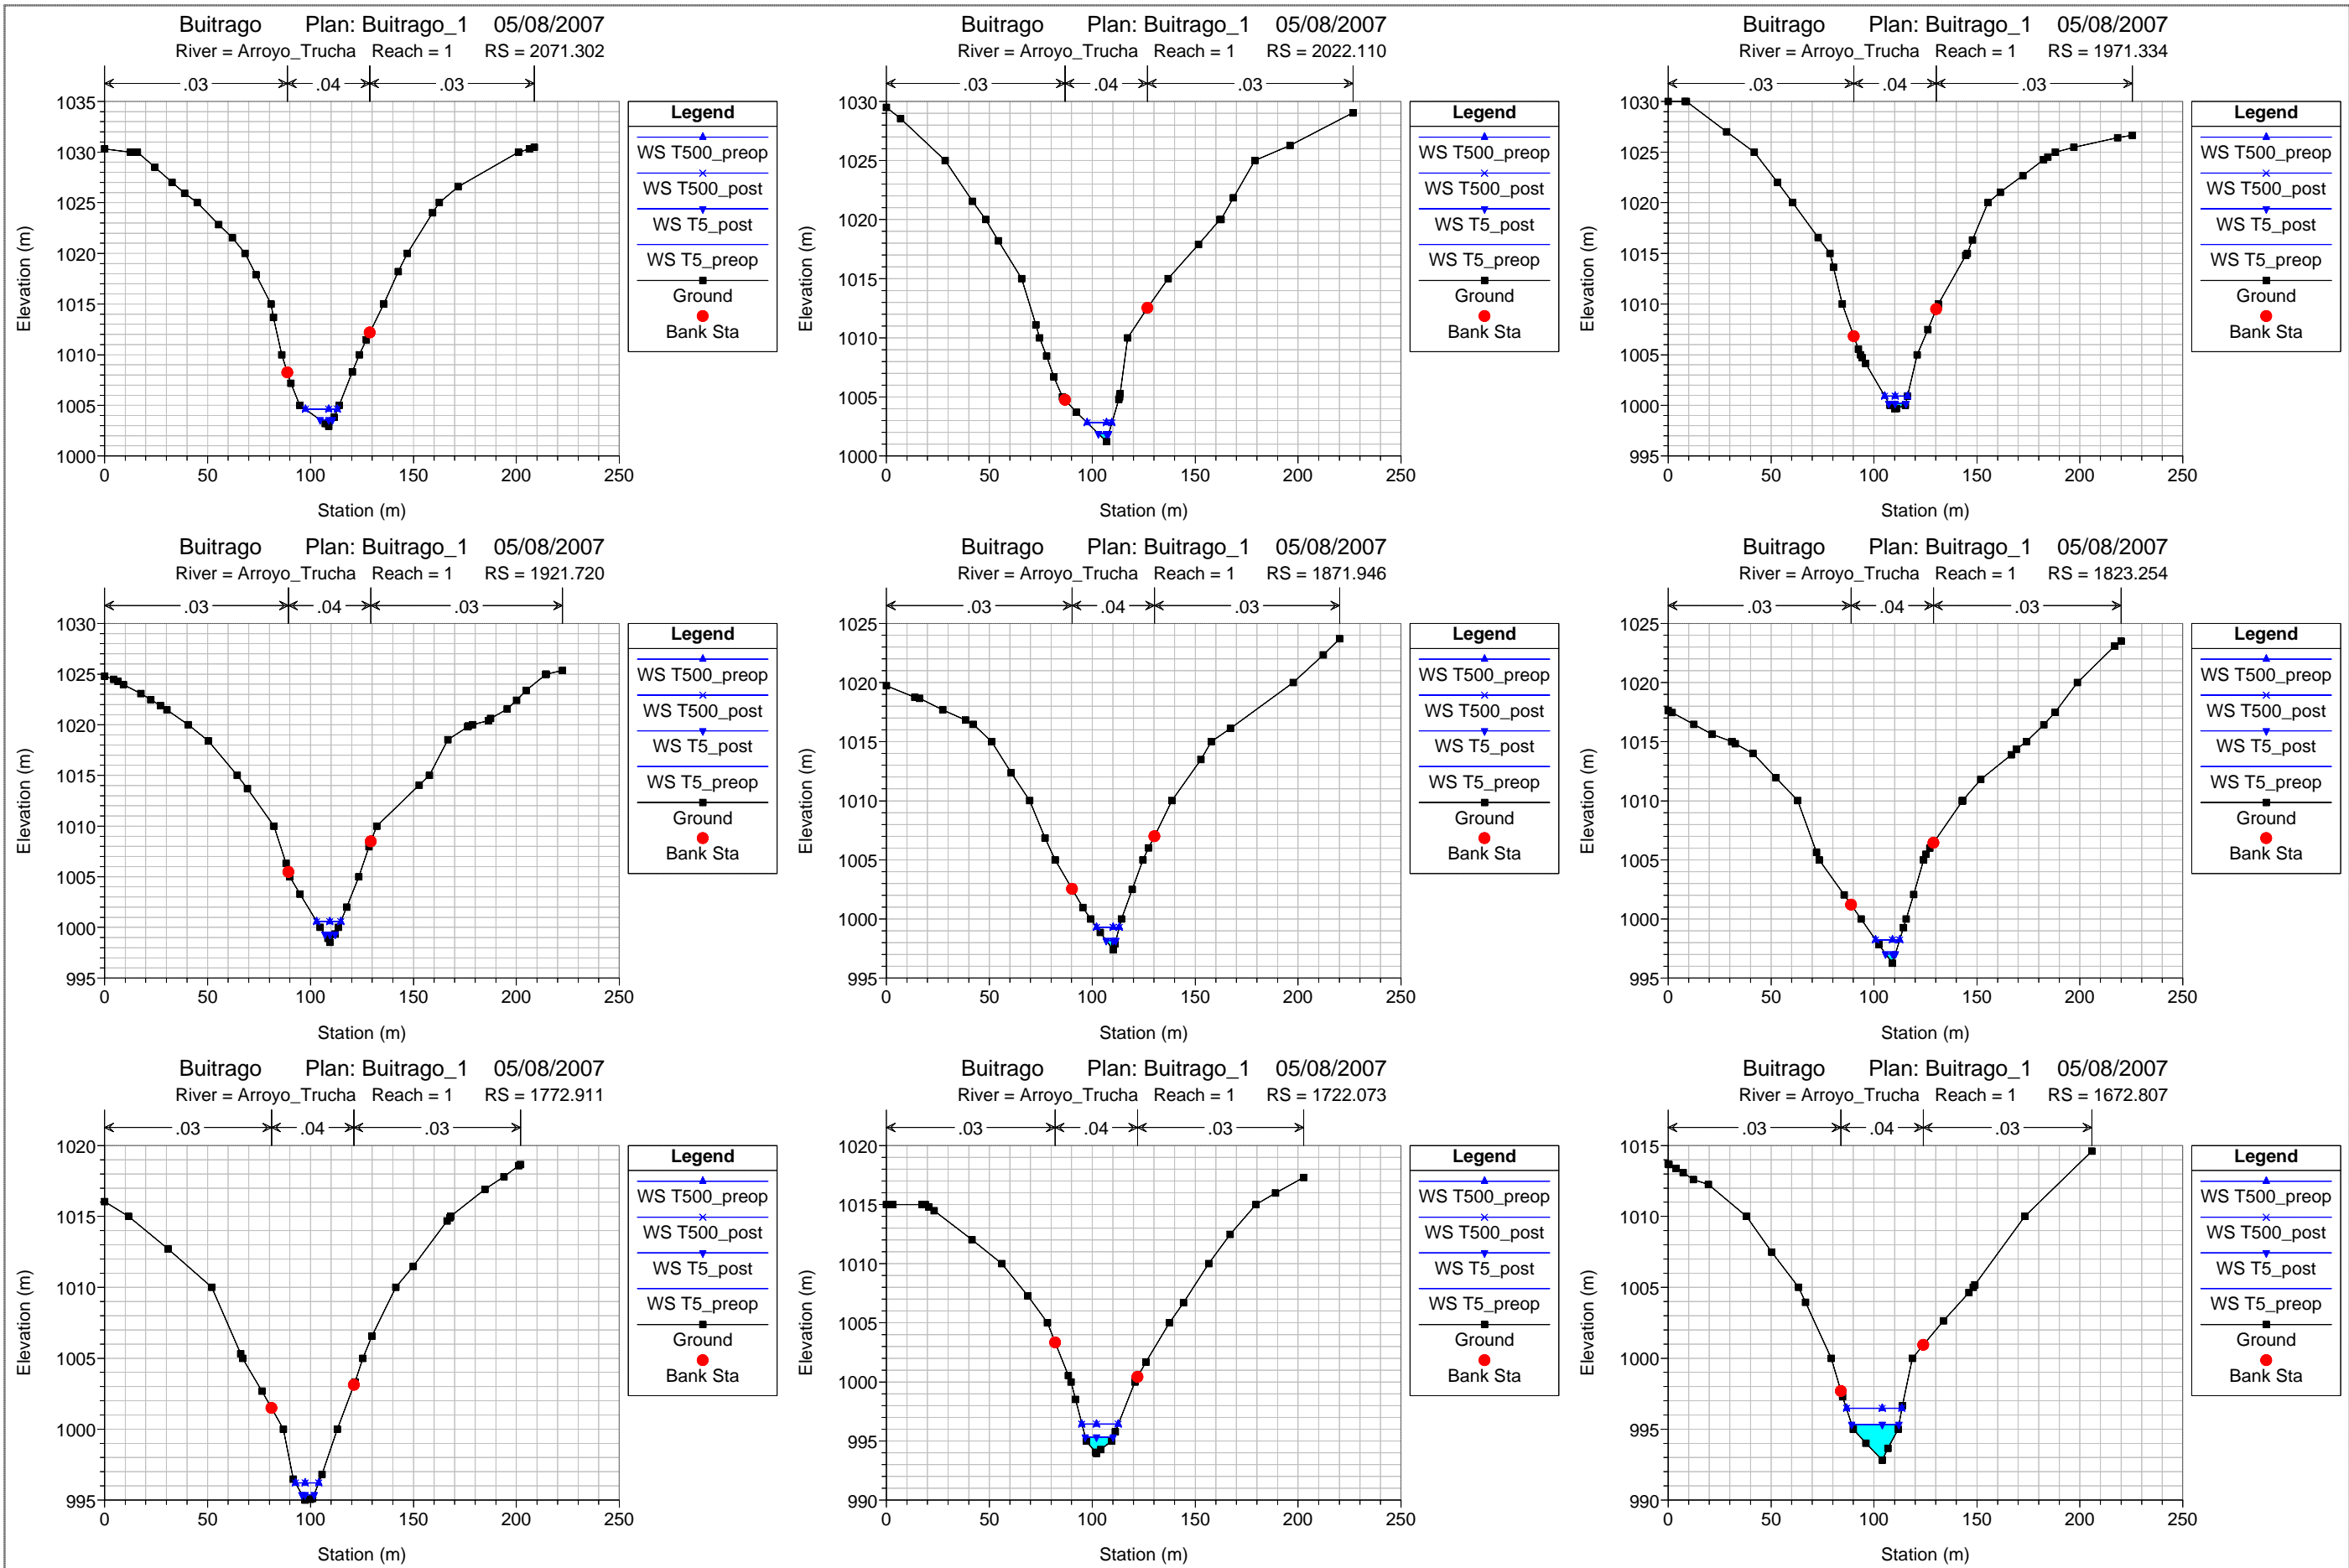 Buitrago Plan: Buitrago_1 05/08/2007
River = Arroyo_Trucha Reach = 1 RS = 2071.302
.03 .04 .03
1035
1030
1025
1020
1015
1010
1005
1000
0 50 100 150 200 250
Station (m)
Elevation (m)
Legend
WS T500_preop
WS T500_post
WS T5_post
WS T5_preop
Ground
Bank Sta
Buitrago Plan: Buitrago_1 05/08/2007
River = Arroyo_Trucha Reach = 1 RS = 2022.110
.03 .04 .03
1030
1025
1020
1015
1010
1005
1000
0 50 100 150 200 250
Station (m)
Elevation (m)
Legend
WS T500_preop
WS T500_post
WS T5_post
WS T5_preop
Ground
Bank Sta
Buitrago Plan: Buitrago_1 05/08/2007
River = Arroyo_Trucha Reach = 1 RS = 1971.334
.03 .04 .03
1030
1025
1020
1015
1010
1005
1000
995
0 50 100 150 200 250
Station (m)
Elevation (m)
Legend
WS T500_preop
WS T500_post
WS T5_post
WS T5_preop
Ground
Bank Sta
Buitrago Plan: Buitrago_1 05/08/2007
River = Arroyo_Trucha Reach = 1 RS = 1921.720
.03 .04 .03
1030
1025
1020
1015
1010
1005
1000
995
0 50 100 150 200 250
Station (m)
Elevation (m)
Legend
WS T500_preop
WS T500_post
WS T5_post
WS T5_preop
Ground
Bank Sta
Buitrago Plan: Buitrago_1 05/08/2007
River = Arroyo_Trucha Reach = 1 RS = 1871.946
.03 .04 .03
1025
1020
1015
1010
1005
1000
995
0 50 100 150 200 250
Station (m)
Elevation (m)
Legend
WS T500_preop
WS T500_post
WS T5_post
WS T5_preop
Ground
Bank Sta
Buitrago Plan: Buitrago_1 05/08/2007
River = Arroyo_Trucha Reach = 1 RS = 1823.254
.03 .04 .03
1025
1020
1015
1010
1005
1000
995
0 50 100 150 200 250
Station (m)
Elevation (m)
Legend
WS T500_preop
WS T500_post
WS T5_post
WS T5_preop
Ground
Bank Sta
Buitrago Plan: Buitrago_1 05/08/2007
River = Arroyo_Trucha Reach = 1 RS = 1772.911
.03 .04 .03
1020
1015
1010
1005
1000
995
0 50 100 150 200 250
Station (m)
Elevation (m)
Legend
WS T500_preop
WS T500_post
WS T5_post
WS T5_preop
Ground
Bank Sta
Buitrago Plan: Buitrago_1 05/08/2007
River = Arroyo_Trucha Reach = 1 RS = 1722.073
.03 .04 .03
1020
1015
1010
1005
1000
995
990
0 50 100 150 200 250
Station (m)
Elevation (m)
Legend
WS T500_preop
WS T500_post
WS T5_post
WS T5_preop
Ground
Bank Sta
Buitrago Plan: Buitrago_1 05/08/2007
River = Arroyo_Trucha Reach = 1 RS = 1672.807
.03 .04 .03
1015
1010
1005
1000
995
990
0 50 100 150 200 250
Station (m)
Elevation (m)
Legend
WS T500_preop
WS T500_post
WS T5_post
WS T5_preop
Ground
Bank Sta